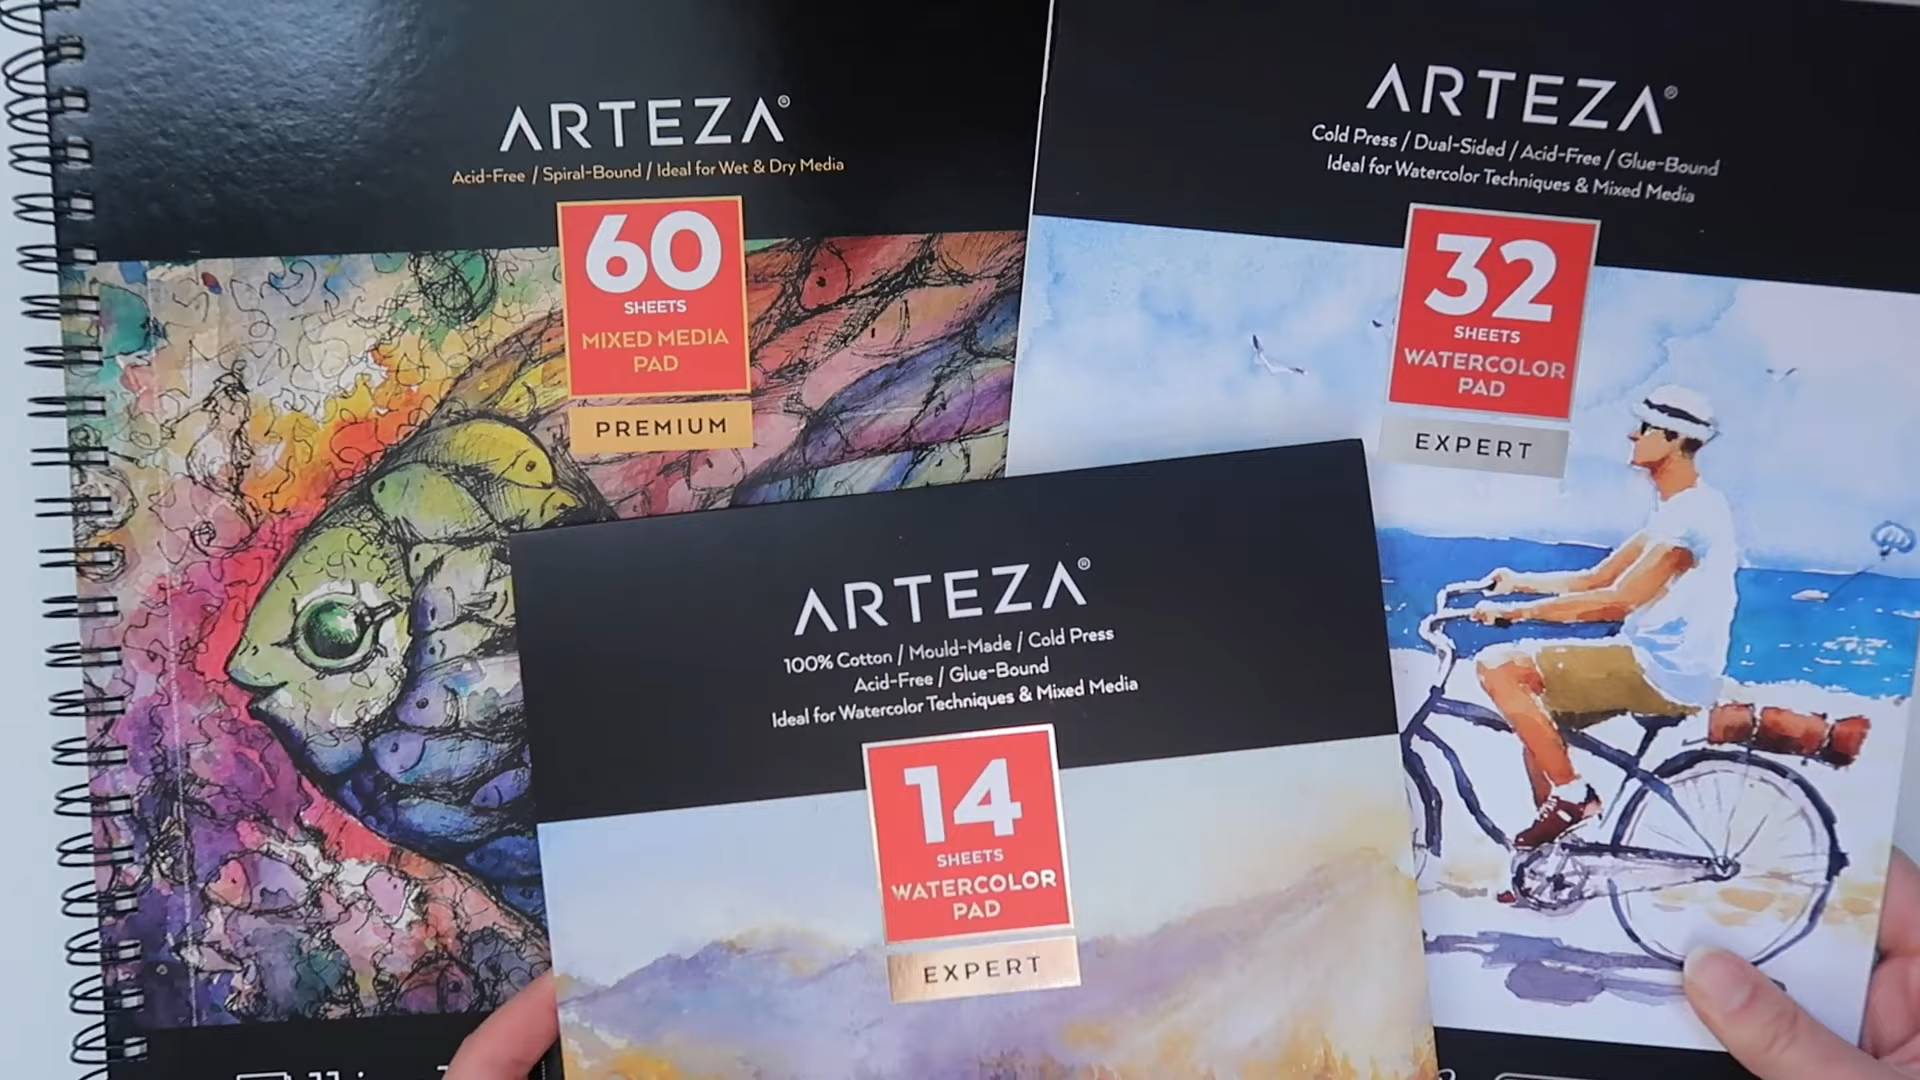 ARTEZA®
Acid-Free / Spiral-Bound / Ideal for Wet & Dry Media
60
SHEETS
MIXED MEDIA
PAD
PREMIUM
ARTEZA®
Cold Press / Dual-Sided / Acid-Free / Glue-Bound
Ideal for Watercolor Techniques & Mixed Media
32
SHEETS
WATERCOLOR
PAD
EXPERT
ARTEZA®
100% Cotton / Mould-Made / Cold Press
Acid-Free / Glue-Bound
Ideal for Watercolor Techniques & Mixed Media
14
SHEETS
WATERCOLOR
PAD
EXPERT